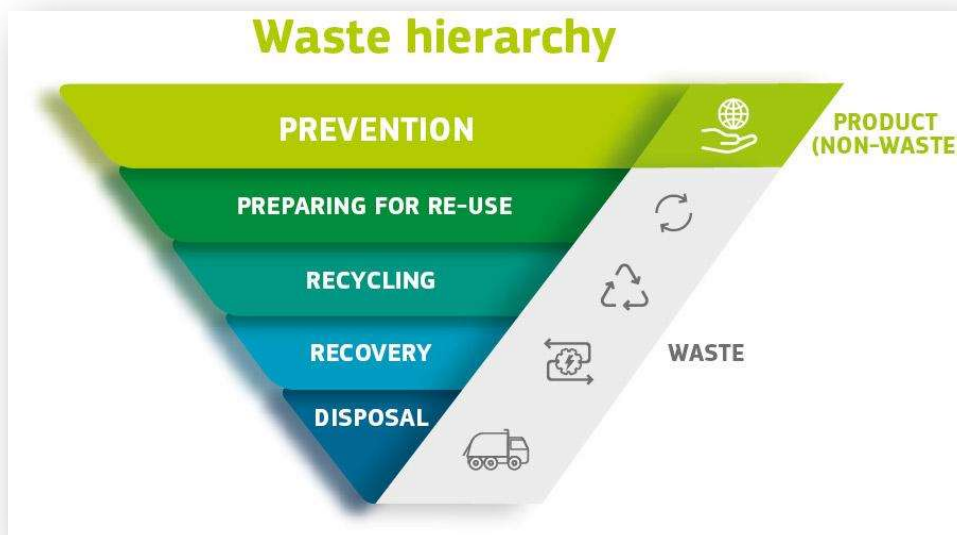 Waste hierarchy
PREVENTION
PRODUCT
(NON-WASTE
PREPARING FOR RE-USE
RECYCLING
RECOVERY
WASTE
DISPOSAL